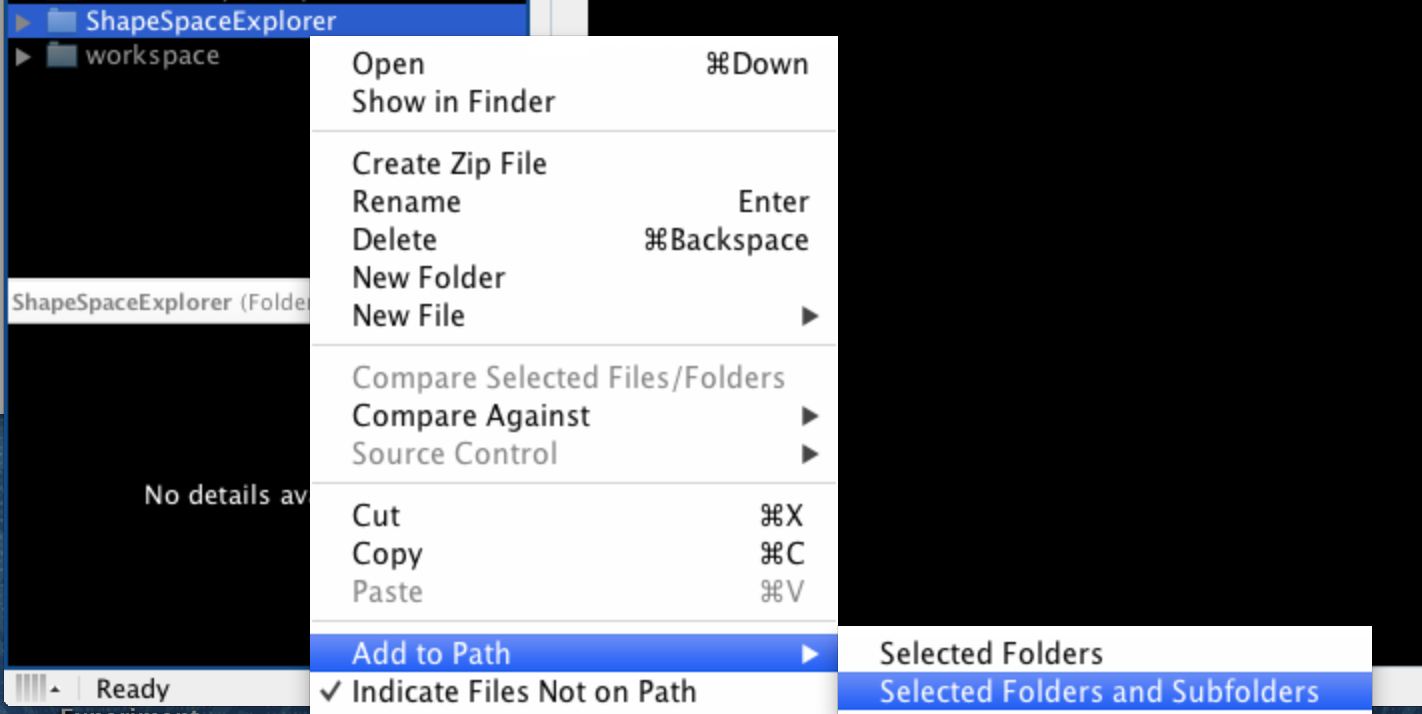 ShapeSpaceExplorer
workspace
Open ⌘Down
Show in Finder
Create Zip File
Rename Enter
Delete ⌘Backspace
New Folder
New File
ShapeSpaceExplorer (Folder
Compare Selected Files/Folders
Compare Against
Source Control
No details ava
Cut ⌘X
Copy ⌘C
Paste ⌘V
Add to Path
Selected Folders
Indicate Files Not on Path
Selected Folders and Subfolders
Ready